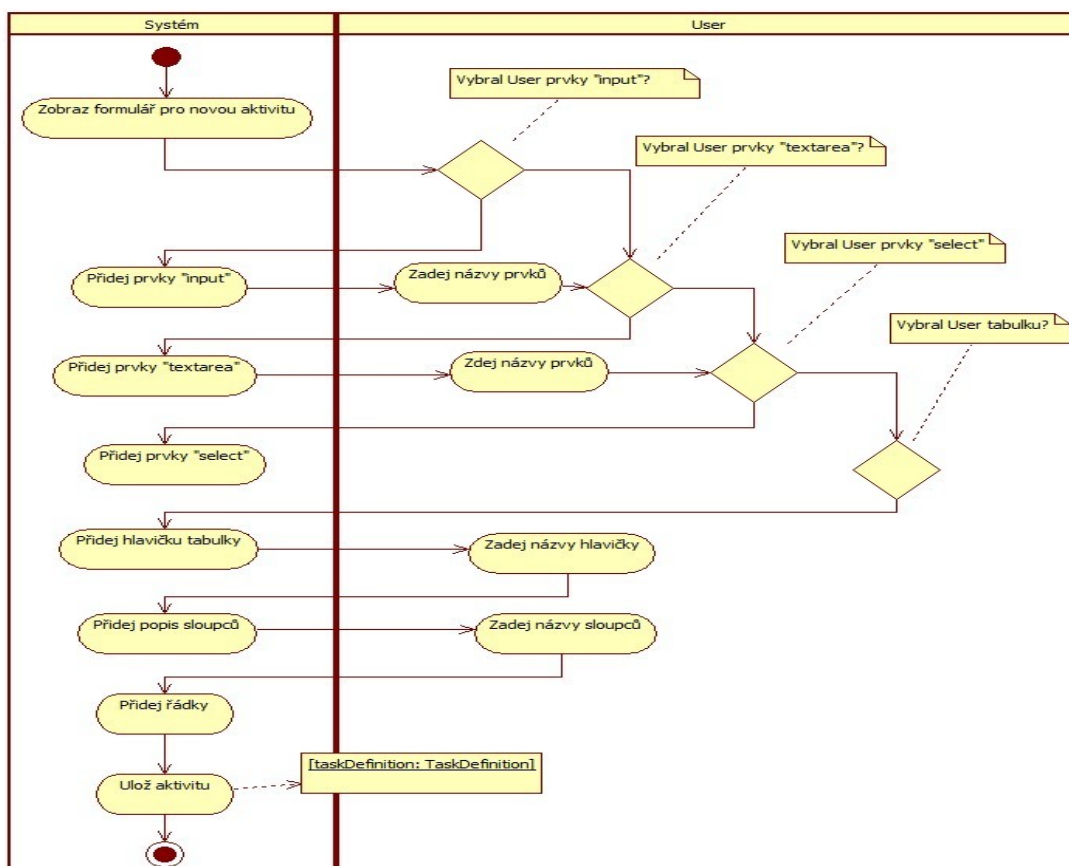 Systém
User
Vybral User prvky "input"?
Zobraz formulář pro novou aktivitu
Vybral User prvky "textarea"?
Vybral User prvky "select"
Přidej prvky "input"
Zadej názvy prvků
Vybral User tabulku?
Přidej prvky "textarea"
Zdej názvy prvků
Přidej prvky "select"
Přidej hlavičku tabulky
Zadej názvy hlavičky
Přidej popis sloupců
Zadej názvy sloupců
Přidej řádky
[taskDefinition: TaskDefinition]
Ulož aktivitu